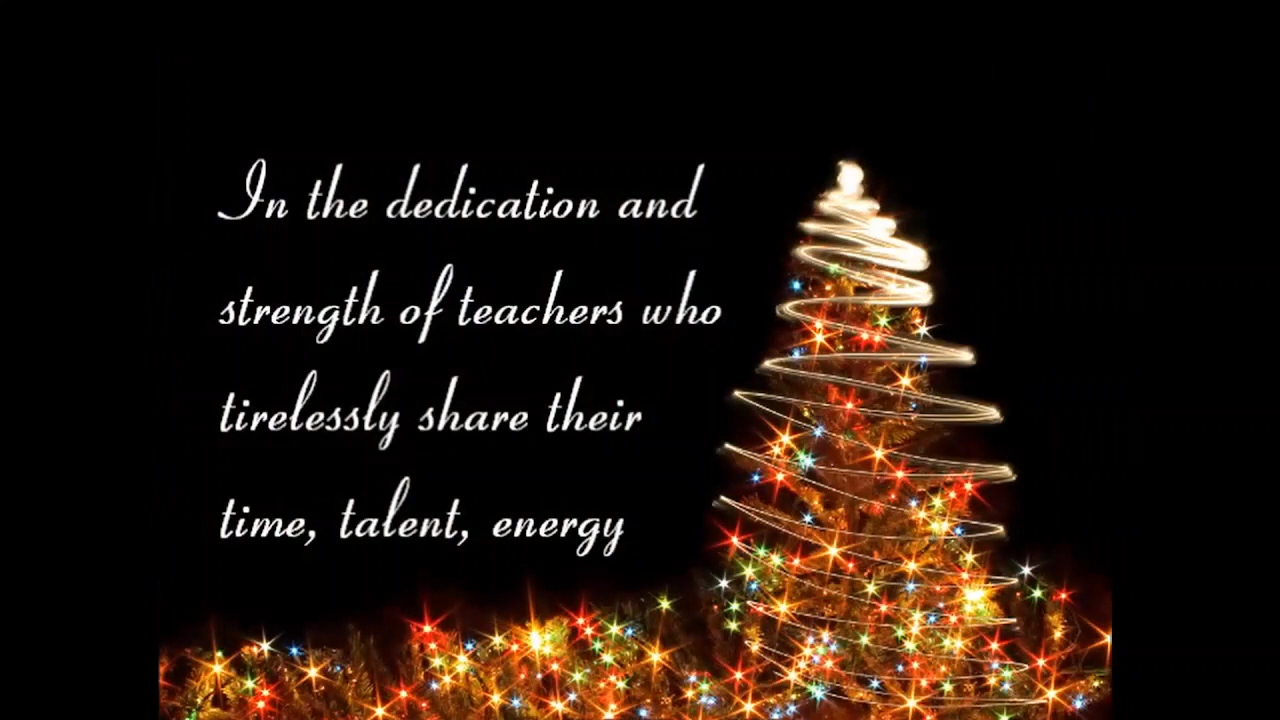 In the dedication and
strength of teachers who
tirelessly share their
time, talent, energy